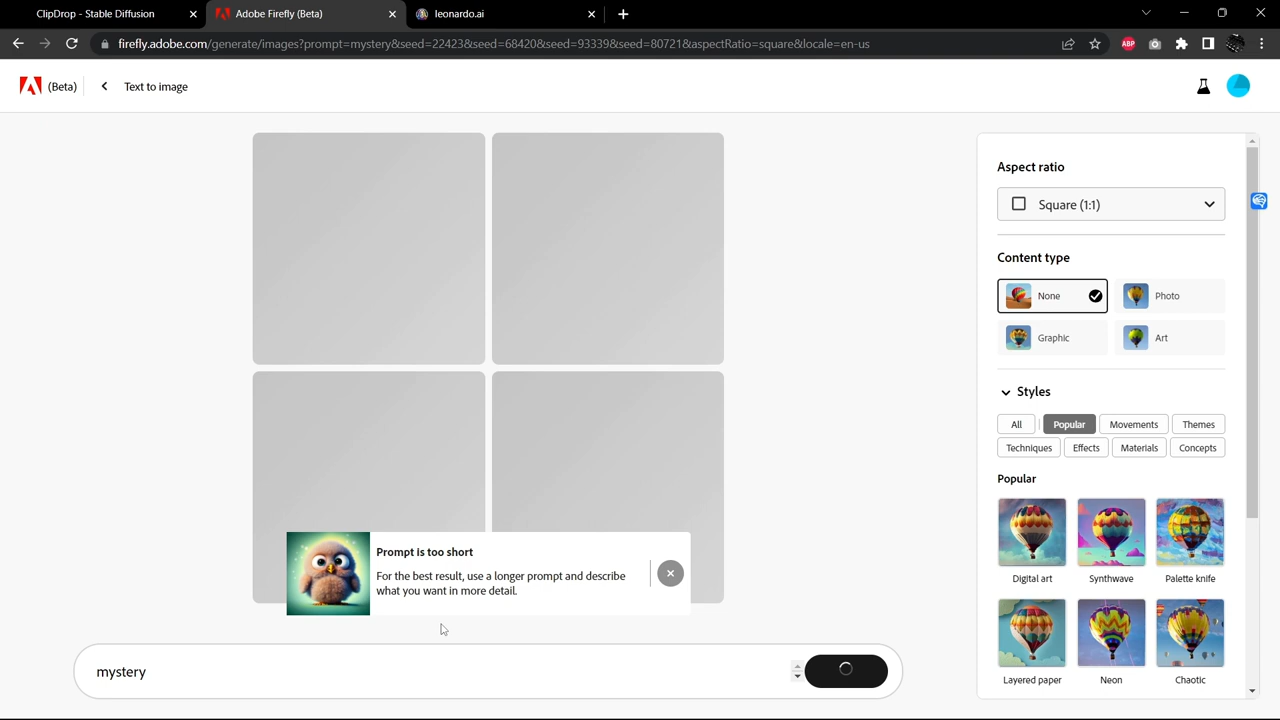 ClipDrop - Stable Diffusion
Adobe Firefly (Beta)
leonardo.ai
firefly.adobe.com/generate/images?prompt=mystery&seed=22423&seed=68420&seed=93339&seed=80721&aspectRatio=square&locale=en-us
ABP
(Beta)
Text to image
Aspect ratio
Square (1:1)
Content type
None
Photo
Graphic
Art
Styles
All
Popular
Movements
Themes
Techniques
Effects
Materials
Concepts
Popular
Digital art
Synthwave
Palette knife
Layered paper
Neon
Chaotic
Prompt is too short
For the best result, use a longer prompt and describe
what you want in more detail.
mystery